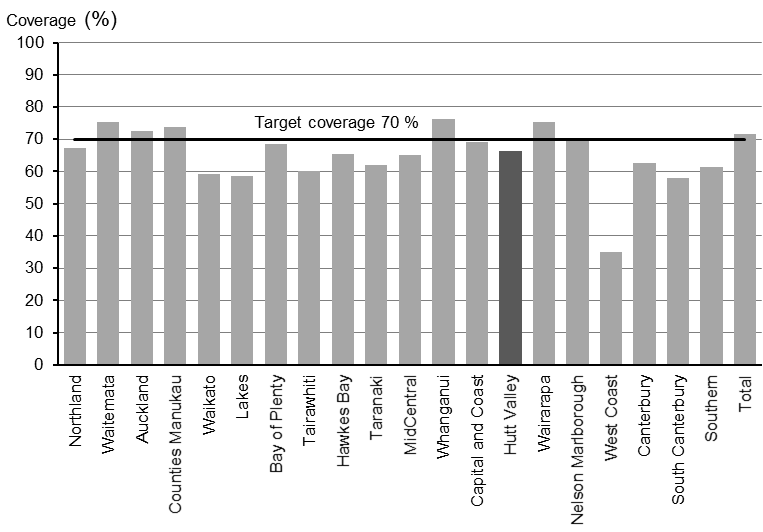 Coverage (%)
100
90
80
70
60
50
40
30
20
10
0
Target coverage 70 %
Northland
Waitemata
Auckland
Counties Manukau
Waikato
Lakes
Bay of Plenty
Tairawhiti
Hawkes Bay
Taranaki
MidCentral
Whanganui
Capital and Coast
Hutt Valley
Wairarapa
Nelson Marlborough
West Coast
Canterbury
South Canterbury
Southern
Total